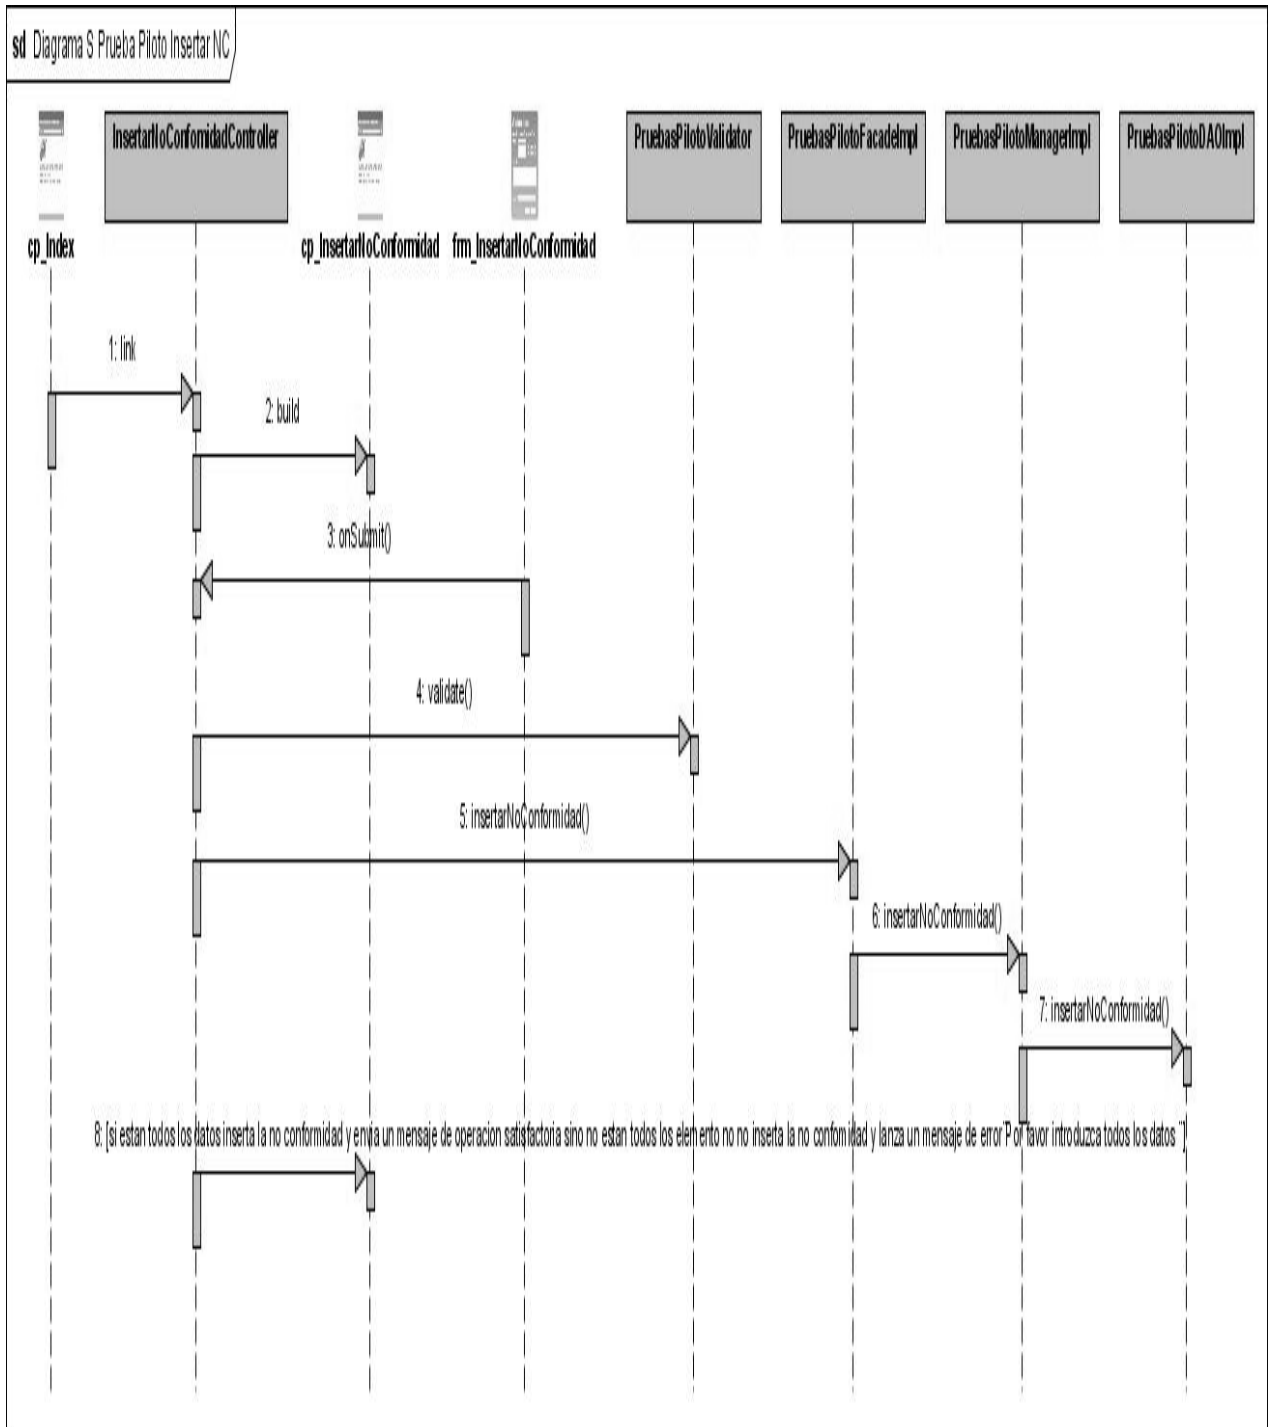 sd Diagrama S Prueba Piloto Insertar NC
InsertarNoConfomidadController
PruebasPilotoValidator
PruebasPilotoFacadeImpl
PruebasPilotoManagerImpl
PruebasPilotoDAOImpl
cp_Index
cp_InsertarNoConformidad
frm_InsertarNoConformidad
1: link
2: build
3: onSubmit()
4: validate()
5: insertarNoConformidad()
6: insertarNoConformidad()
7: insertarNoConformidad()
8: [si estan todos los datos inserta la no conformidad y envia un mensaje de operacion satisfactoria sino no estan todos los elemento no no inserta la no confomidad y lanza un mensaje de error "Por favor introduzca todos los datos "]